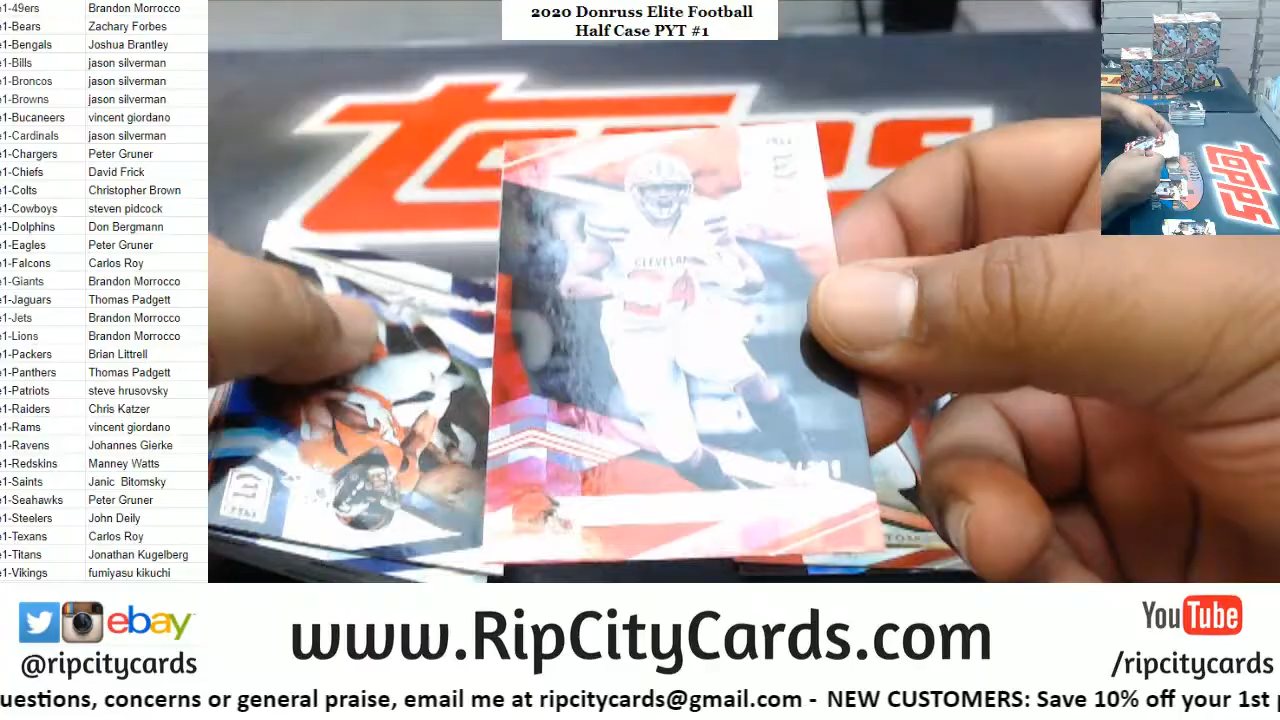 2020 Donruss Elite Football
Half Case PYT #1
e1-49ers Brandon Morrocco
e1-Bears Zachary Forbes
e1-Bengals Joshua Brantley
e1-Bills jason silverman
e1-Broncos jason silverman
e1-Browns jason silverman
e1-Bucaneers vincent giordano
e1-Cardinals jason silverman
e1-Chargers Peter Gruner
e1-Chiefs David Frick
e1-Colts Christopher Brown
e1-Cowboys steven pidcock
e1-Dolphins Don Bergmann
e1-Eagles Peter Gruner
e1-Falcons Carlos Roy
e1-Giants Brandon Morrocco
e1-Jaguars Thomas Padgett
e1-Jets Brandon Morrocco
e1-Lions Brandon Morrocco
e1-Packers Brian Littrell
e1-Panthers Thomas Padgett
e1-Patriots steve hrusovsky
e1-Raiders Chris Katzer
e1-Rams vincent giordano
e1-Ravens Johannes Gierke
e1-Redskins Manney Watts
e1-Saints Janic Bitomsky
e1-Seahawks Peter Gruner
e1-Steelers John Deily
e1-Texans Carlos Roy
e1-Titans Jonathan Kugelberg
e1-Vikings fumiyasu kikuchi
Topps
CLEVELAN
Topps
ebay
@ripcitycards
www.RipCityCards.com
YouTube
/ripcitycards
uestions, concerns or general praise, email me at ripcitycards@gmail.com - NEW CUSTOMERS: Save 10% off your 1st p